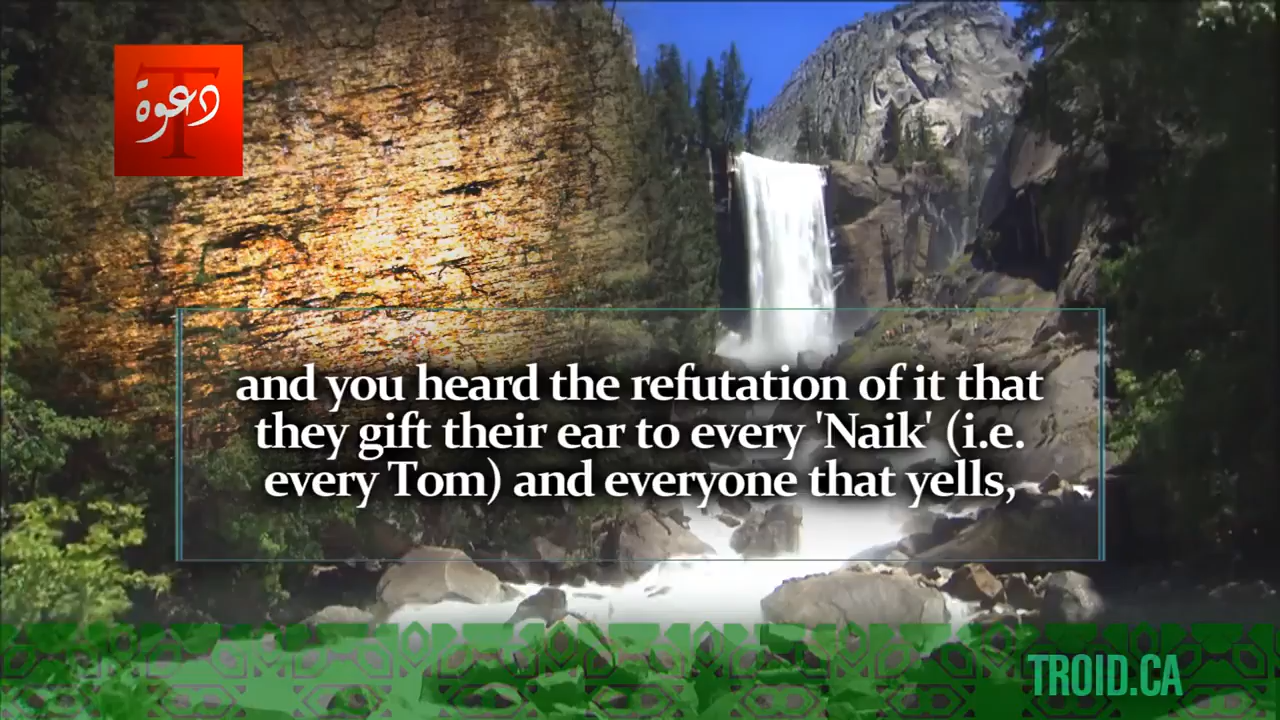 T
دعوة
and you heard the refutation of it that
they gift their ear to every 'Naik' (i.e.
every Tom) and everyone that yells,
TROID.CA